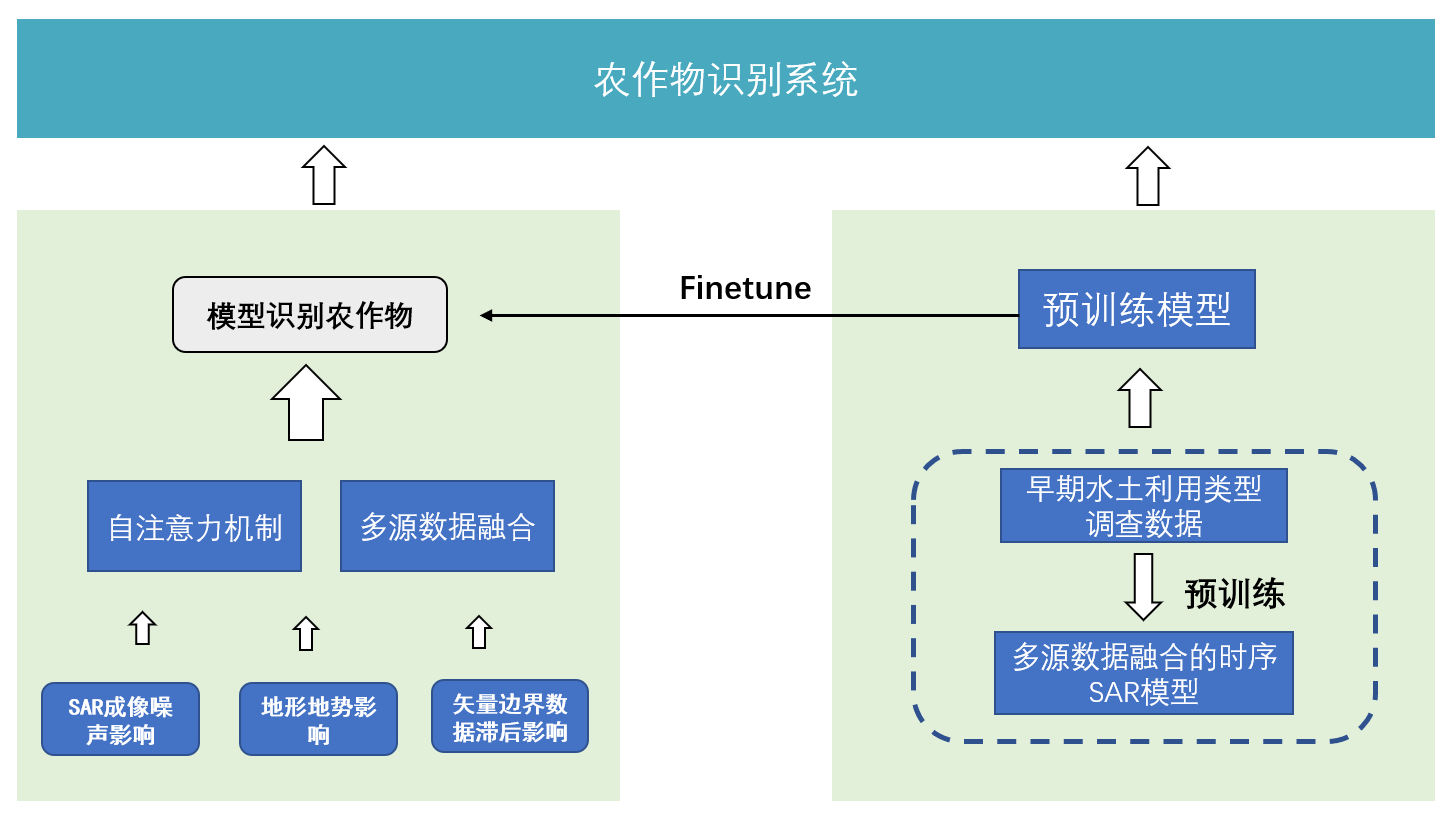 农作物识别系统
模型识别农作物
Finetune
预训练模型
自注意力机制
多源数据融合
SAR成像噪
声影响
地形地势影
响
矢量边界数
据滞后影响
早期水土利用类型
调查数据
预训练
多源数据融合的时序
SAR模型